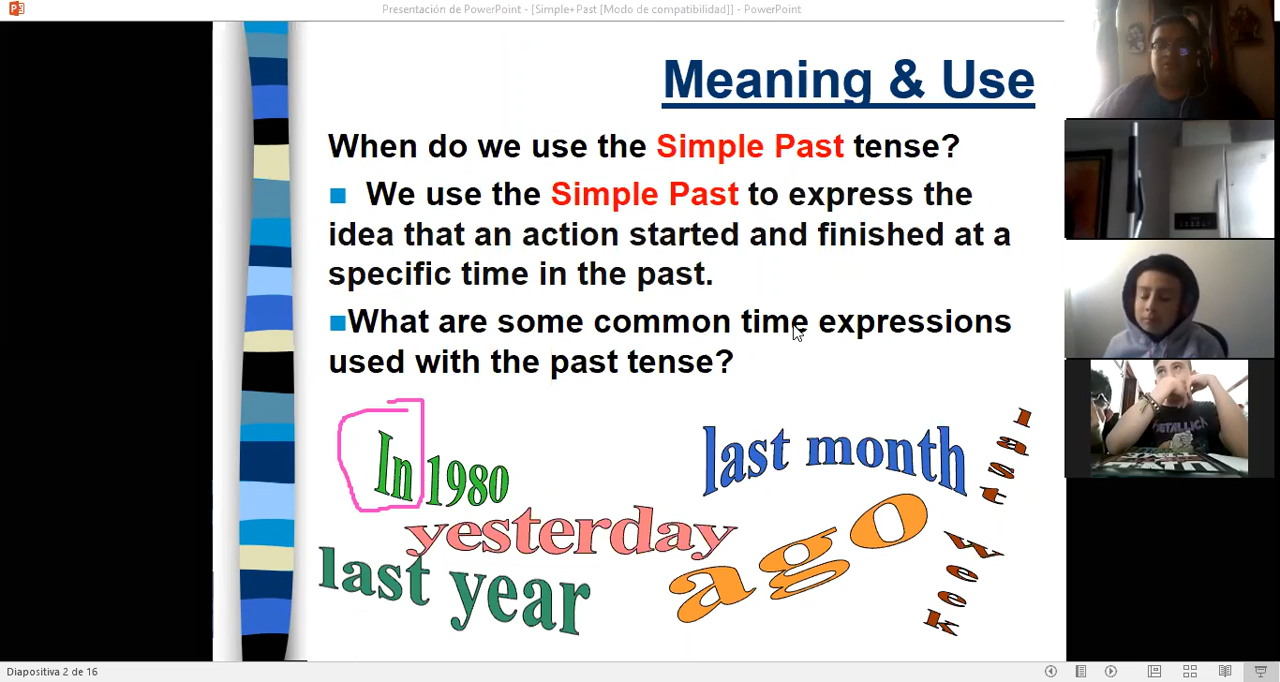 Presentación de PowerPoint - [Simple+Past [Modo de compatibilidad]] - PowerPoint
Meaning & Use
When do we use the Simple Past tense?
We use the Simple Past to express the
idea that an action started and finished at a
specific time in the past.
What are some common time expressions
used with the past tense?
In 1980
last month
last week
yesterday
ago
last year
METALLICA
Diapositiva 2 de 16